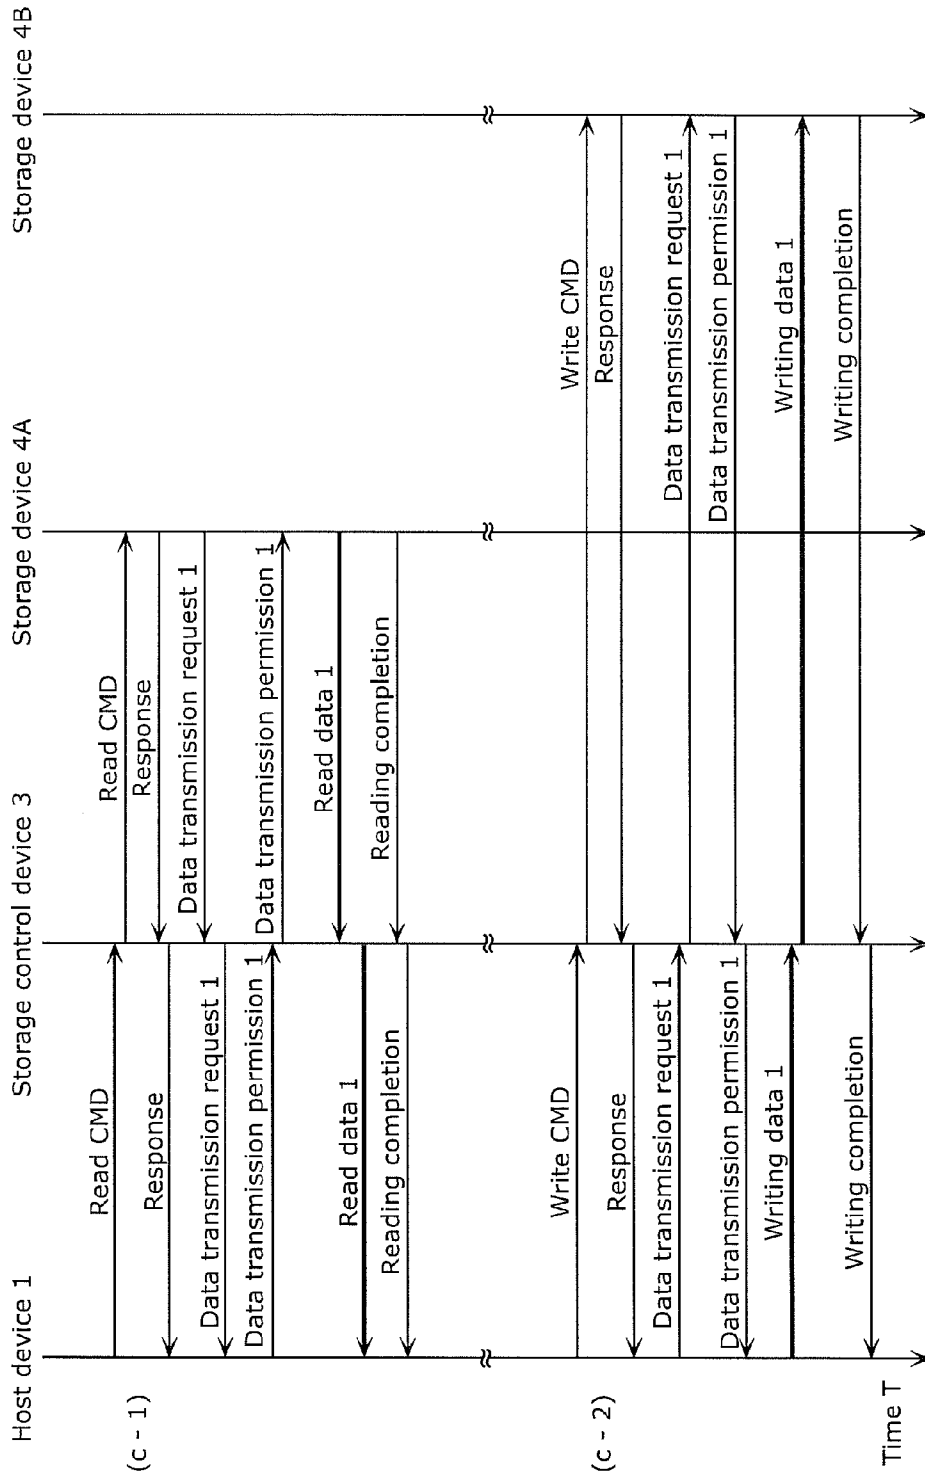 Host device 1
Storage control device 3
Storage device 4A
Storage device 4B
(c - 1)
Read CMD
Read CMD
Response
Response
Data transmission request 1
Data transmission request 1
Data transmission permission 1
Data transmission permission 1
Read data 1
Read data 1
Reading completion
Reading completion
(c - 2)
Write CMD
Write CMD
Response
Response
Data transmission request 1
Data transmission request 1
Data transmission permission 1
Data transmission permission 1
Writing data 1
Writing data 1
Writing completion
Writing completion
Time T